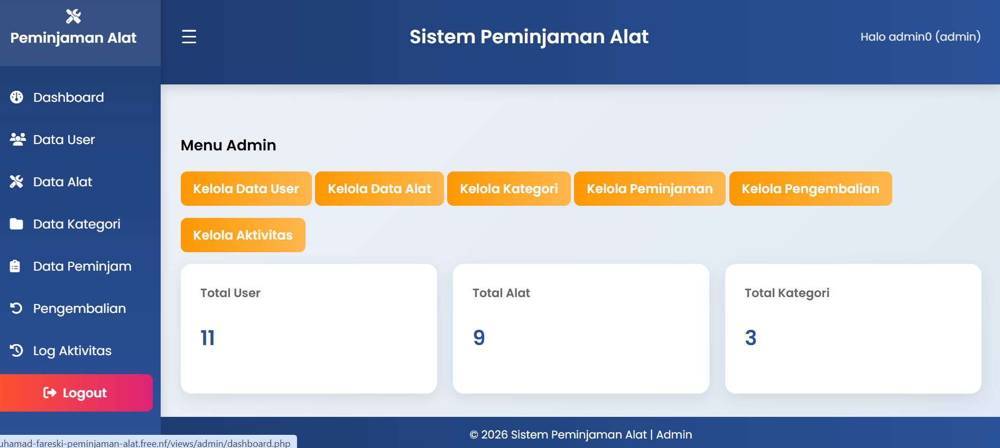 Peminjaman Alat
Dashboard
Data User
Data Alat
Data Kategori
Data Peminjam
Pengembalian
Log Aktivitas
Logout
Sistem Peminjaman Alat
Halo admin0 (admin)
Menu Admin
Kelola Data User
Kelola Data Alat
Kelola Kategori
Kelola Peminjaman
Kelola Pengembalian
Kelola Aktivitas
Total User
11
Total Alat
9
Total Kategori
3
© 2026 Sistem Peminjaman Alat | Admin
uhamad-fareski-peminjaman-alat.free.nf/views/admin/dashboard.php